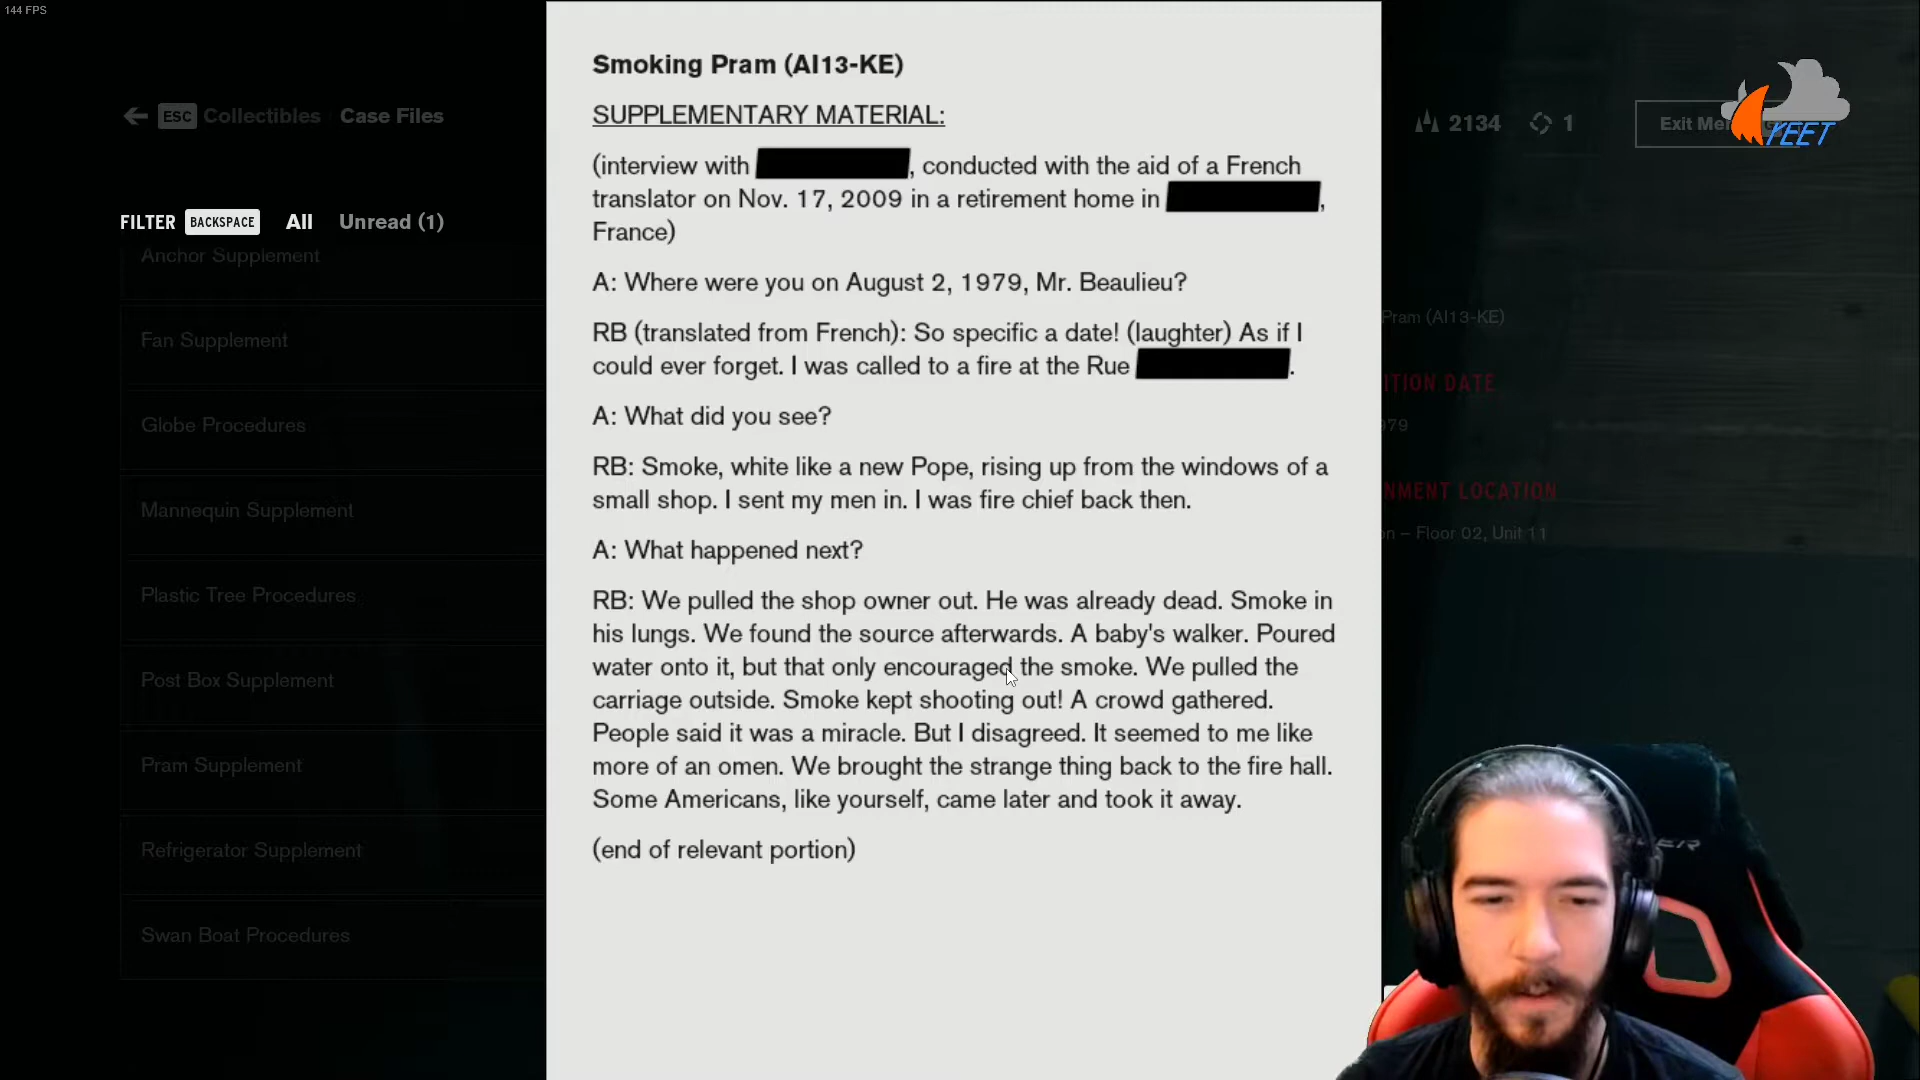 144 FPS
ESC Collectibles Case Files
2134 1
YEET
FILTER BACKSPACE All Unread (1)
Anchor Supplement
Fan Supplement
Globe Procedures
Mannequin Supplement
Plastic Tree Procedures
Post Box Supplement
Pram Supplement
Refrigerator Supplement
Swan Boat Procedures
Smoking Pram (AI13-KE)
SUPPLEMENTARY MATERIAL:
(interview with , conducted with the aid of a French
translator on Nov. 17, 2009 in a retirement home in ,
France)
A: Where were you on August 2, 1979, Mr. Beaulieu?
RB (translated from French): So specific a date! (laughter) As if I
could ever forget. I was called to a fire at the Rue .
A: What did you see?
RB: Smoke, white like a new Pope, rising up from the windows of a
small shop. I sent my men in. I was fire chief back then.
A: What happened next?
RB: We pulled the shop owner out. He was already dead. Smoke in
his lungs. We found the source afterwards. A baby's walker. Poured
water onto it, but that only encouraged the smoke. We pulled the
carriage outside. Smoke kept shooting out! A crowd gathered.
People said it was a miracle. But I disagreed. It seemed to me like
more of an omen. We brought the strange thing back to the fire hall.
Some Americans, like yourself, came later and took it away.
(end of relevant portion)
Pram (AI13-KE)
– Floor 02, Unit 11
Exit